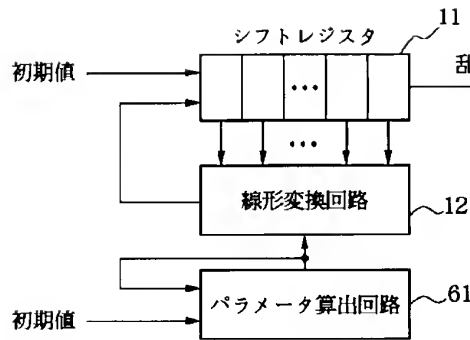 シフトレジスタ
11
初期値
…
乱
…
線形変換回路
12
パラメータ算出回路
61
初期値